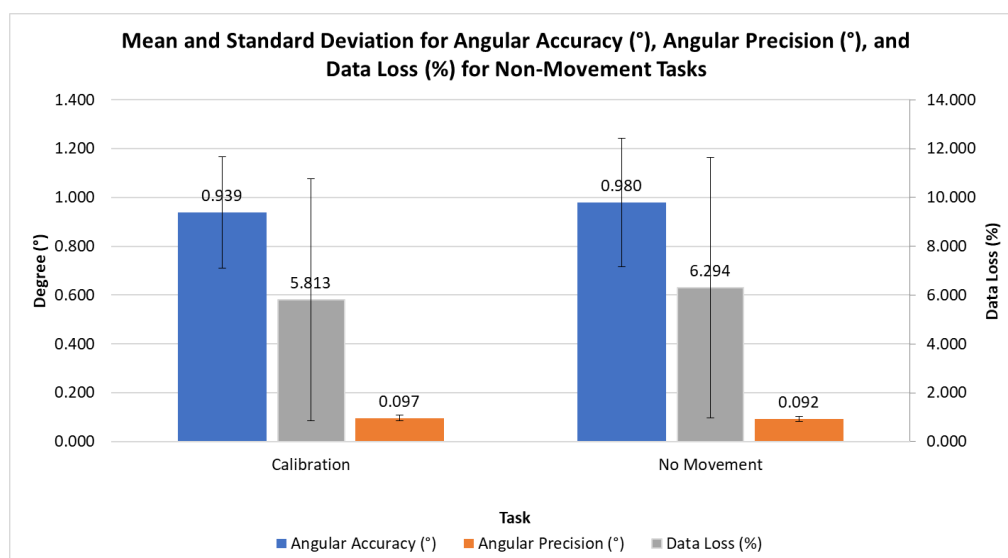 Mean and Standard Deviation for Angular Accuracy (°), Angular Precision (°), and
Data Loss (%) for Non-Movement Tasks
1.400
1.200
1.000
0.800
0.600
0.400
0.200
0.000
Degree (°)
14.000
12.000
10.000
8.000
6.000
4.000
2.000
0.000
Data Loss (%)
0.939
5.813
0.097
0.980
6.294
0.092
Calibration
No Movement
Task
Angular Accuracy (°)
Angular Precision (°)
Data Loss (%)